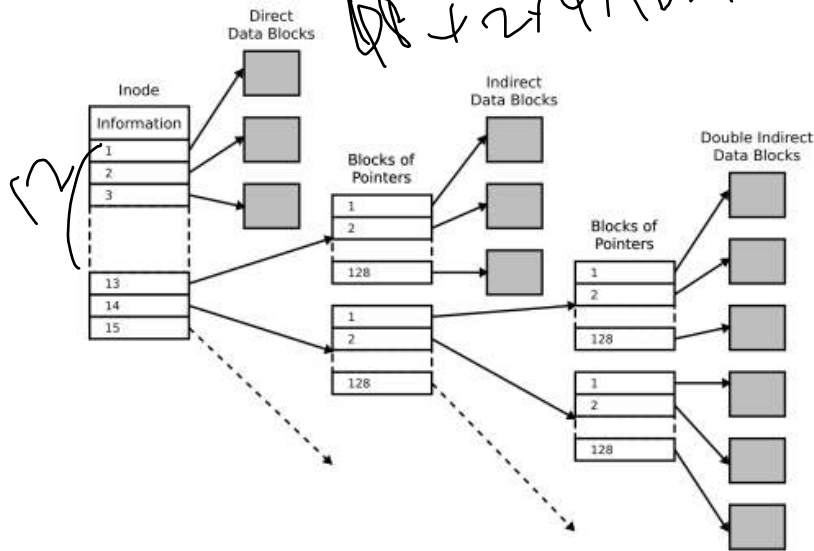 Direct
Data Blocks
Inode
Information
1
2
3
13
14
15
12
Blocks of
Pointers
1
2
128
1
2
128
Indirect
Data Blocks
Blocks of
Pointers
1
2
128
1
2
128
Double Indirect
Data Blocks